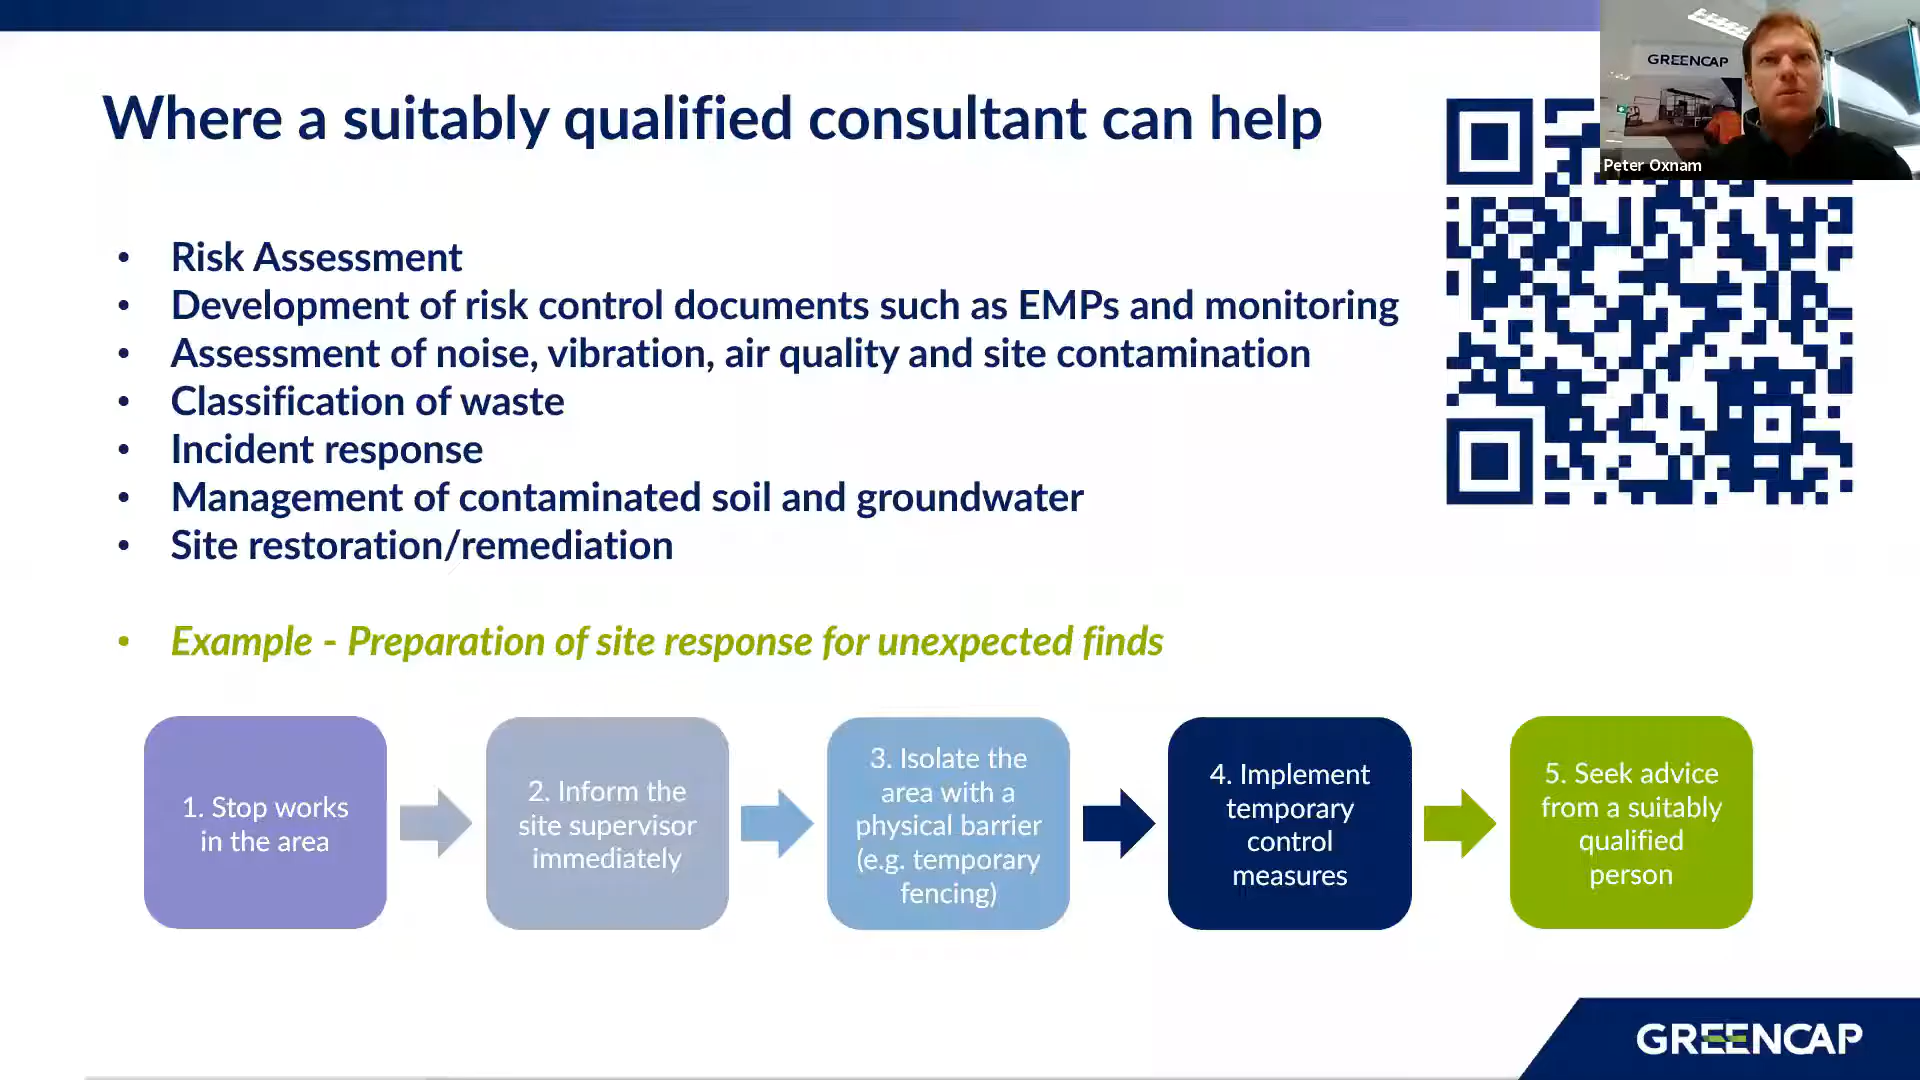 Where a suitably qualified consultant can help
GREENCAP
Peter Oxnam
• Risk Assessment
• Development of risk control documents such as EMPs and monitoring
• Assessment of noise, vibration, air quality and site contamination
• Classification of waste
• Incident response
• Management of contaminated soil and groundwater
• Site restoration/remediation
• Example - Preparation of site response for unexpected finds
1. Stop works
in the area
2. Inform the
site supervisor
immediately
3. Isolate the
area with a
physical barrier
(e.g. temporary
fencing)
4. Implement
temporary
control
measures
5. Seek advice
from a suitably
qualified
person
GREENCAP